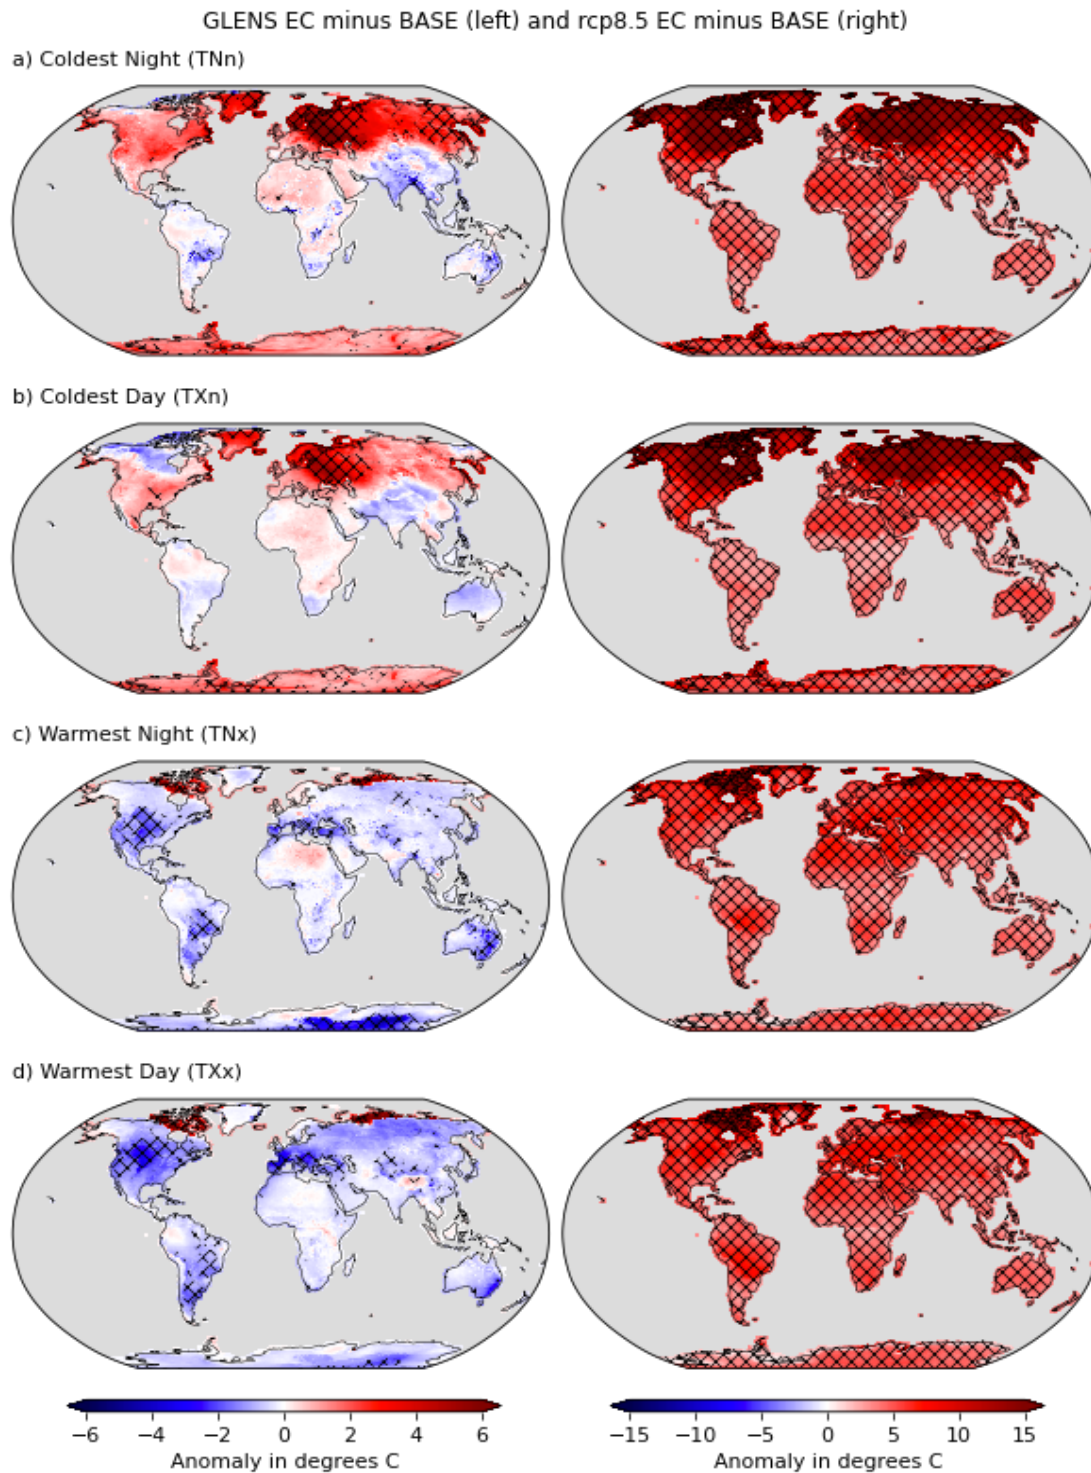 GLENS EC minus BASE (left) and rcp8.5 EC minus BASE (right)
a) Coldest Night (TNn)
b) Coldest Day (TXn)
c) Warmest Night (TNx)
d) Warmest Day (TXx)
−6 −4 −2 0 2 4 6
Anomaly in degrees C
−15 −10 −5 0 5 10 15
Anomaly in degrees C